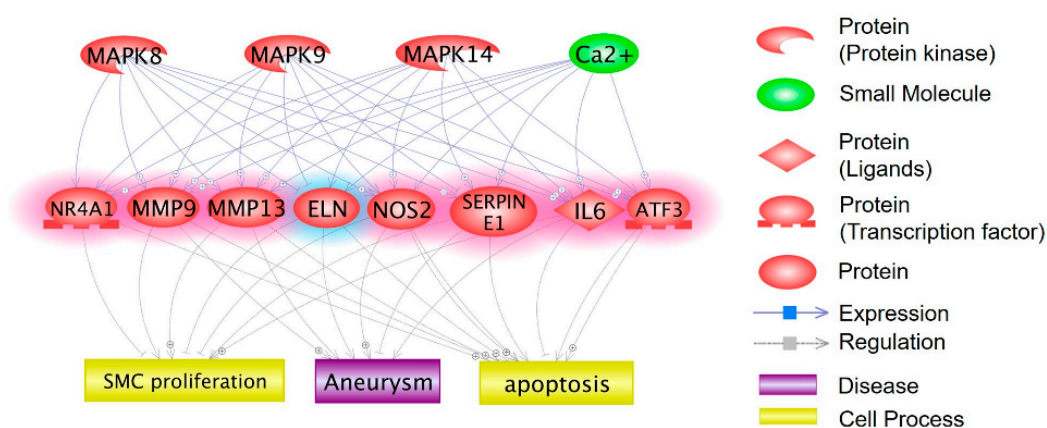 MAPK8
MAPK9
MAPK14
Ca2+
NR4A1
MMP9
MMP13
ELN
NOS2
SERPIN
E1
IL6
ATF3
SMC proliferation
Aneurysm
apoptosis
Protein
(Protein kinase)
Small Molecule
Protein
(Ligands)
Protein
(Transcription factor)
Protein
Expression
Regulation
Disease
Cell Process